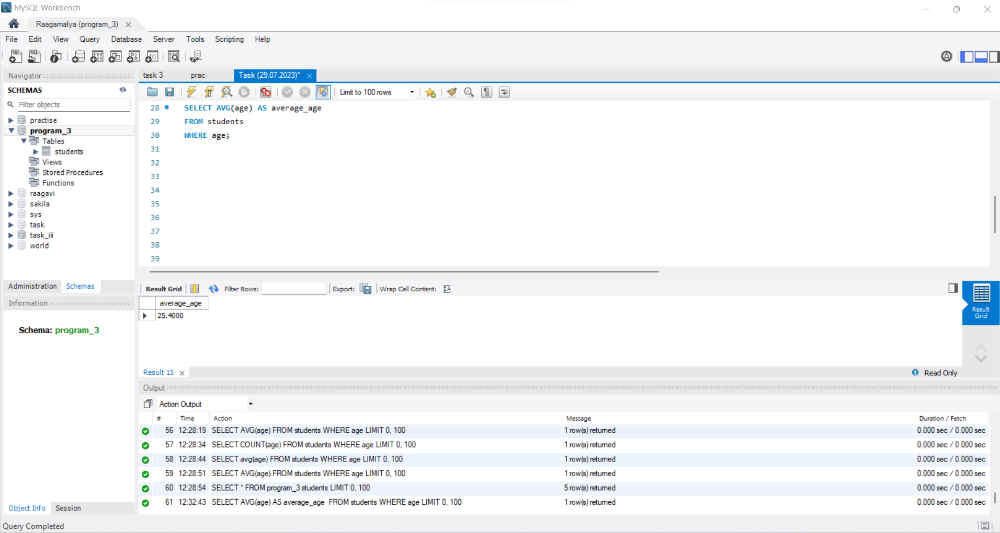 MySQL Workbench
Raagamalya (program_3)
File Edit View Query Database Server Tools Scripting Help
Navigator
SCHEMAS
Filter objects
practise
program_3
Tables
students
Views
Stored Procedures
Functions
raagavi
sakila
sys
task
task_iii
world
Administration Schemas
Information
Schema: program_3
Object Info Session
task 3 prac Task (29.07.2023)*
Limit to 100 rows
28 SELECT AVG(age) AS average_age
29 FROM students
30 WHERE age;
31
32
33
34
35
36
37
38
39
Result Grid Filter Rows: Export: Wrap Cell Content:
average_age
25.4000
Result
Grid
Result 15
Read Only
Output
Action Output
# Time Action Message Duration / Fetch
56 12:28:19 SELECT AVG(age) FROM students WHERE age LIMIT 0, 100 1 row(s) returned 0.000 sec / 0.000 sec
57 12:28:34 SELECT COUNT(age) FROM students WHERE age LIMIT 0, 100 1 row(s) returned 0.000 sec / 0.000 sec
58 12:28:44 SELECT avg(age) FROM students WHERE age LIMIT 0, 100 1 row(s) returned 0.000 sec / 0.000 sec
59 12:28:51 SELECT AVG(age) FROM students WHERE age LIMIT 0, 100 1 row(s) returned 0.000 sec / 0.000 sec
60 12:28:54 SELECT * FROM program_3.students LIMIT 0, 100 5 row(s) returned 0.000 sec / 0.000 sec
61 12:32:43 SELECT AVG(age) AS average_age FROM students WHERE age LIMIT 0, 100 1 row(s) returned 0.000 sec / 0.000 sec
Query Completed